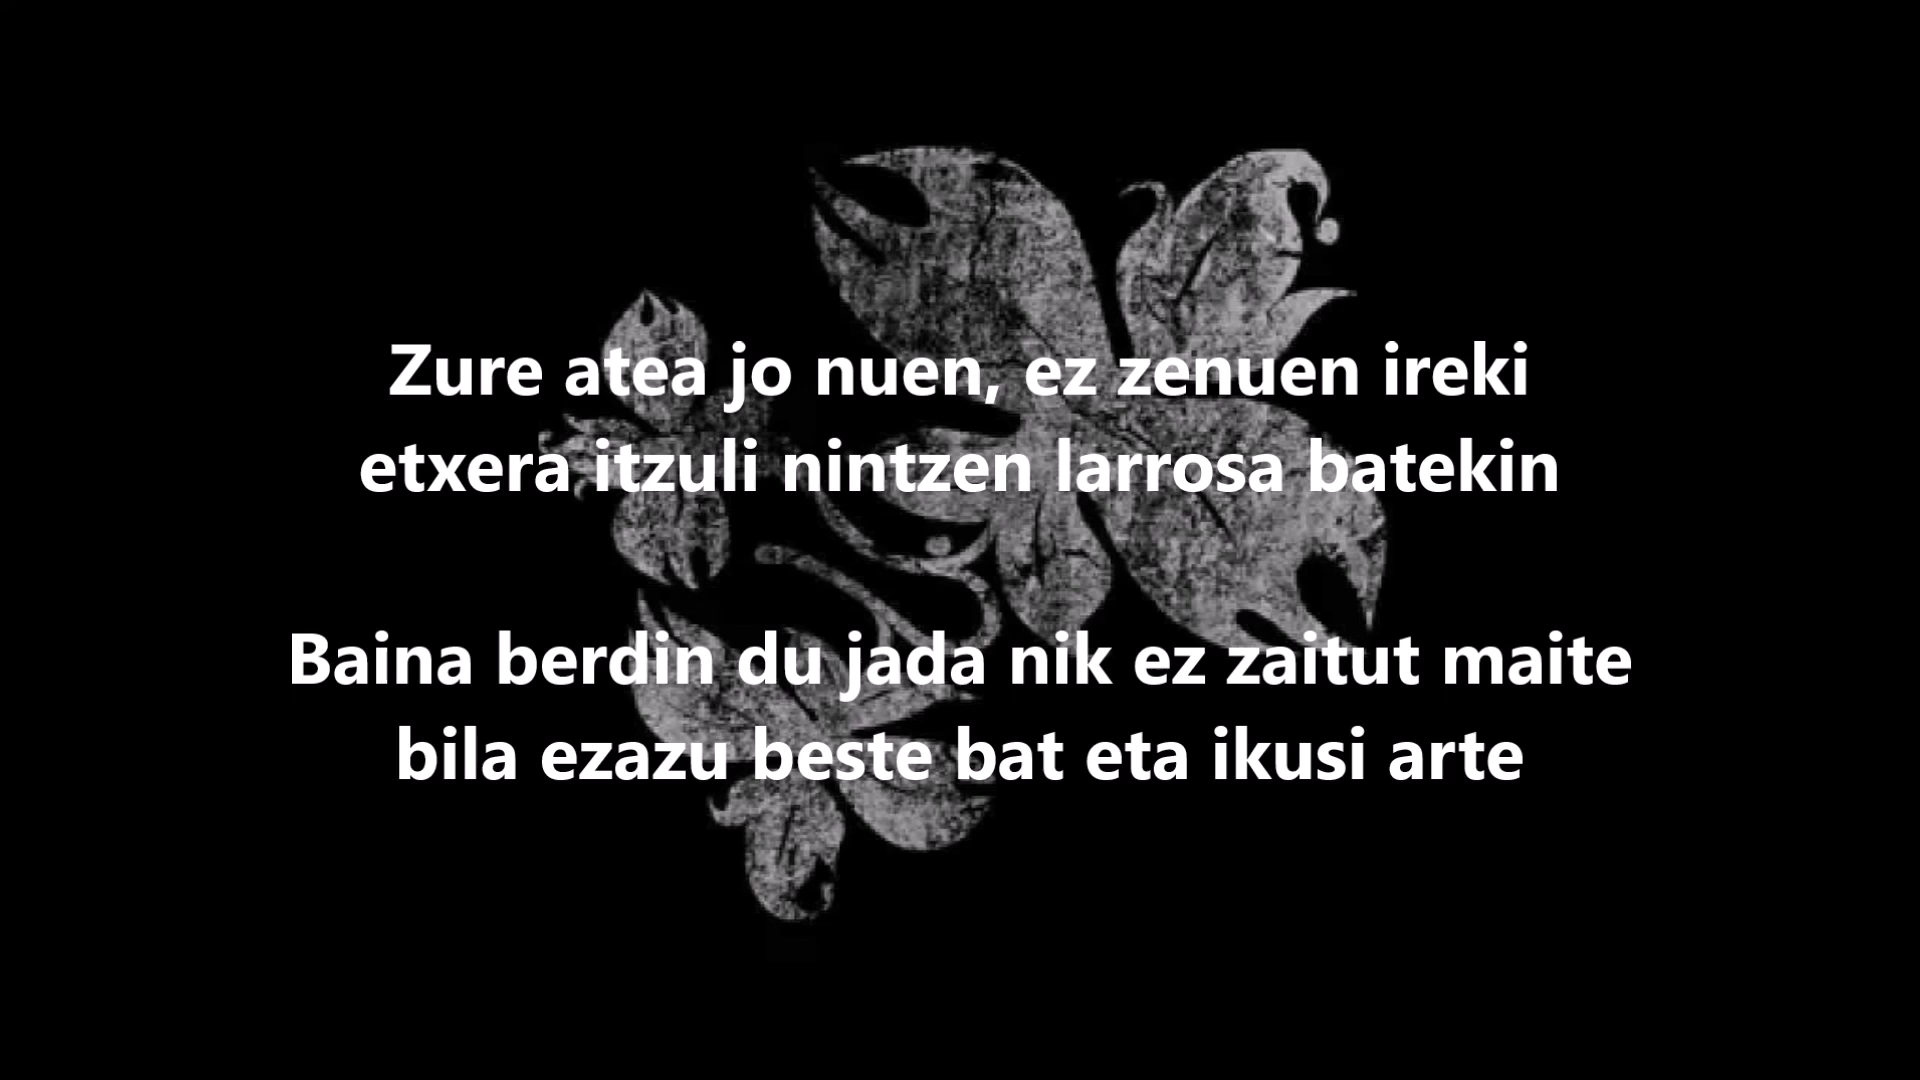 Zure atea jo nuen, ez zenuen ireki
etxera itzuli nintzen larrosa batekin
Baina berdin du jada nik ez zaitut maite
bila ezazu beste bat eta ikusi arte